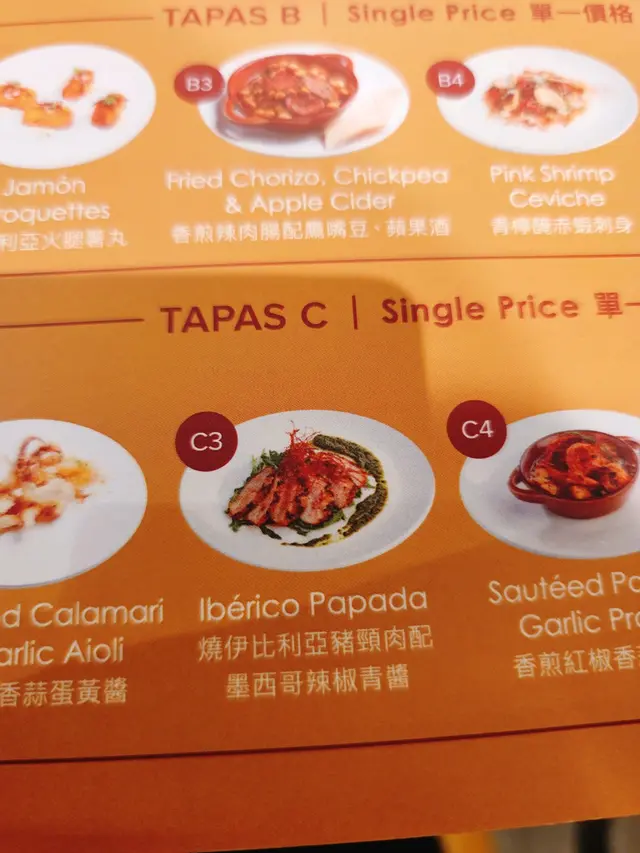 TAPAS B | Single Price 單一價格
B3
B4
Jamón
roquettes
利亞火腿薯丸
Fried Chorizo, Chickpea
& Apple Cider
香煎辣肉腸配鷹嘴豆、蘋果酒
Pink Shrimp
Ceviche
青檸醃赤蝦刺身
TAPAS C | Single Price 單一
C3
C4
d Calamari
arlic Aioli
香蒜蛋黃醬
Ibérico Papada
燒伊比利亞豬頸肉配
墨西哥辣椒青醬
Sautéed Pa
Garlic Pra
香煎紅椒香蒜